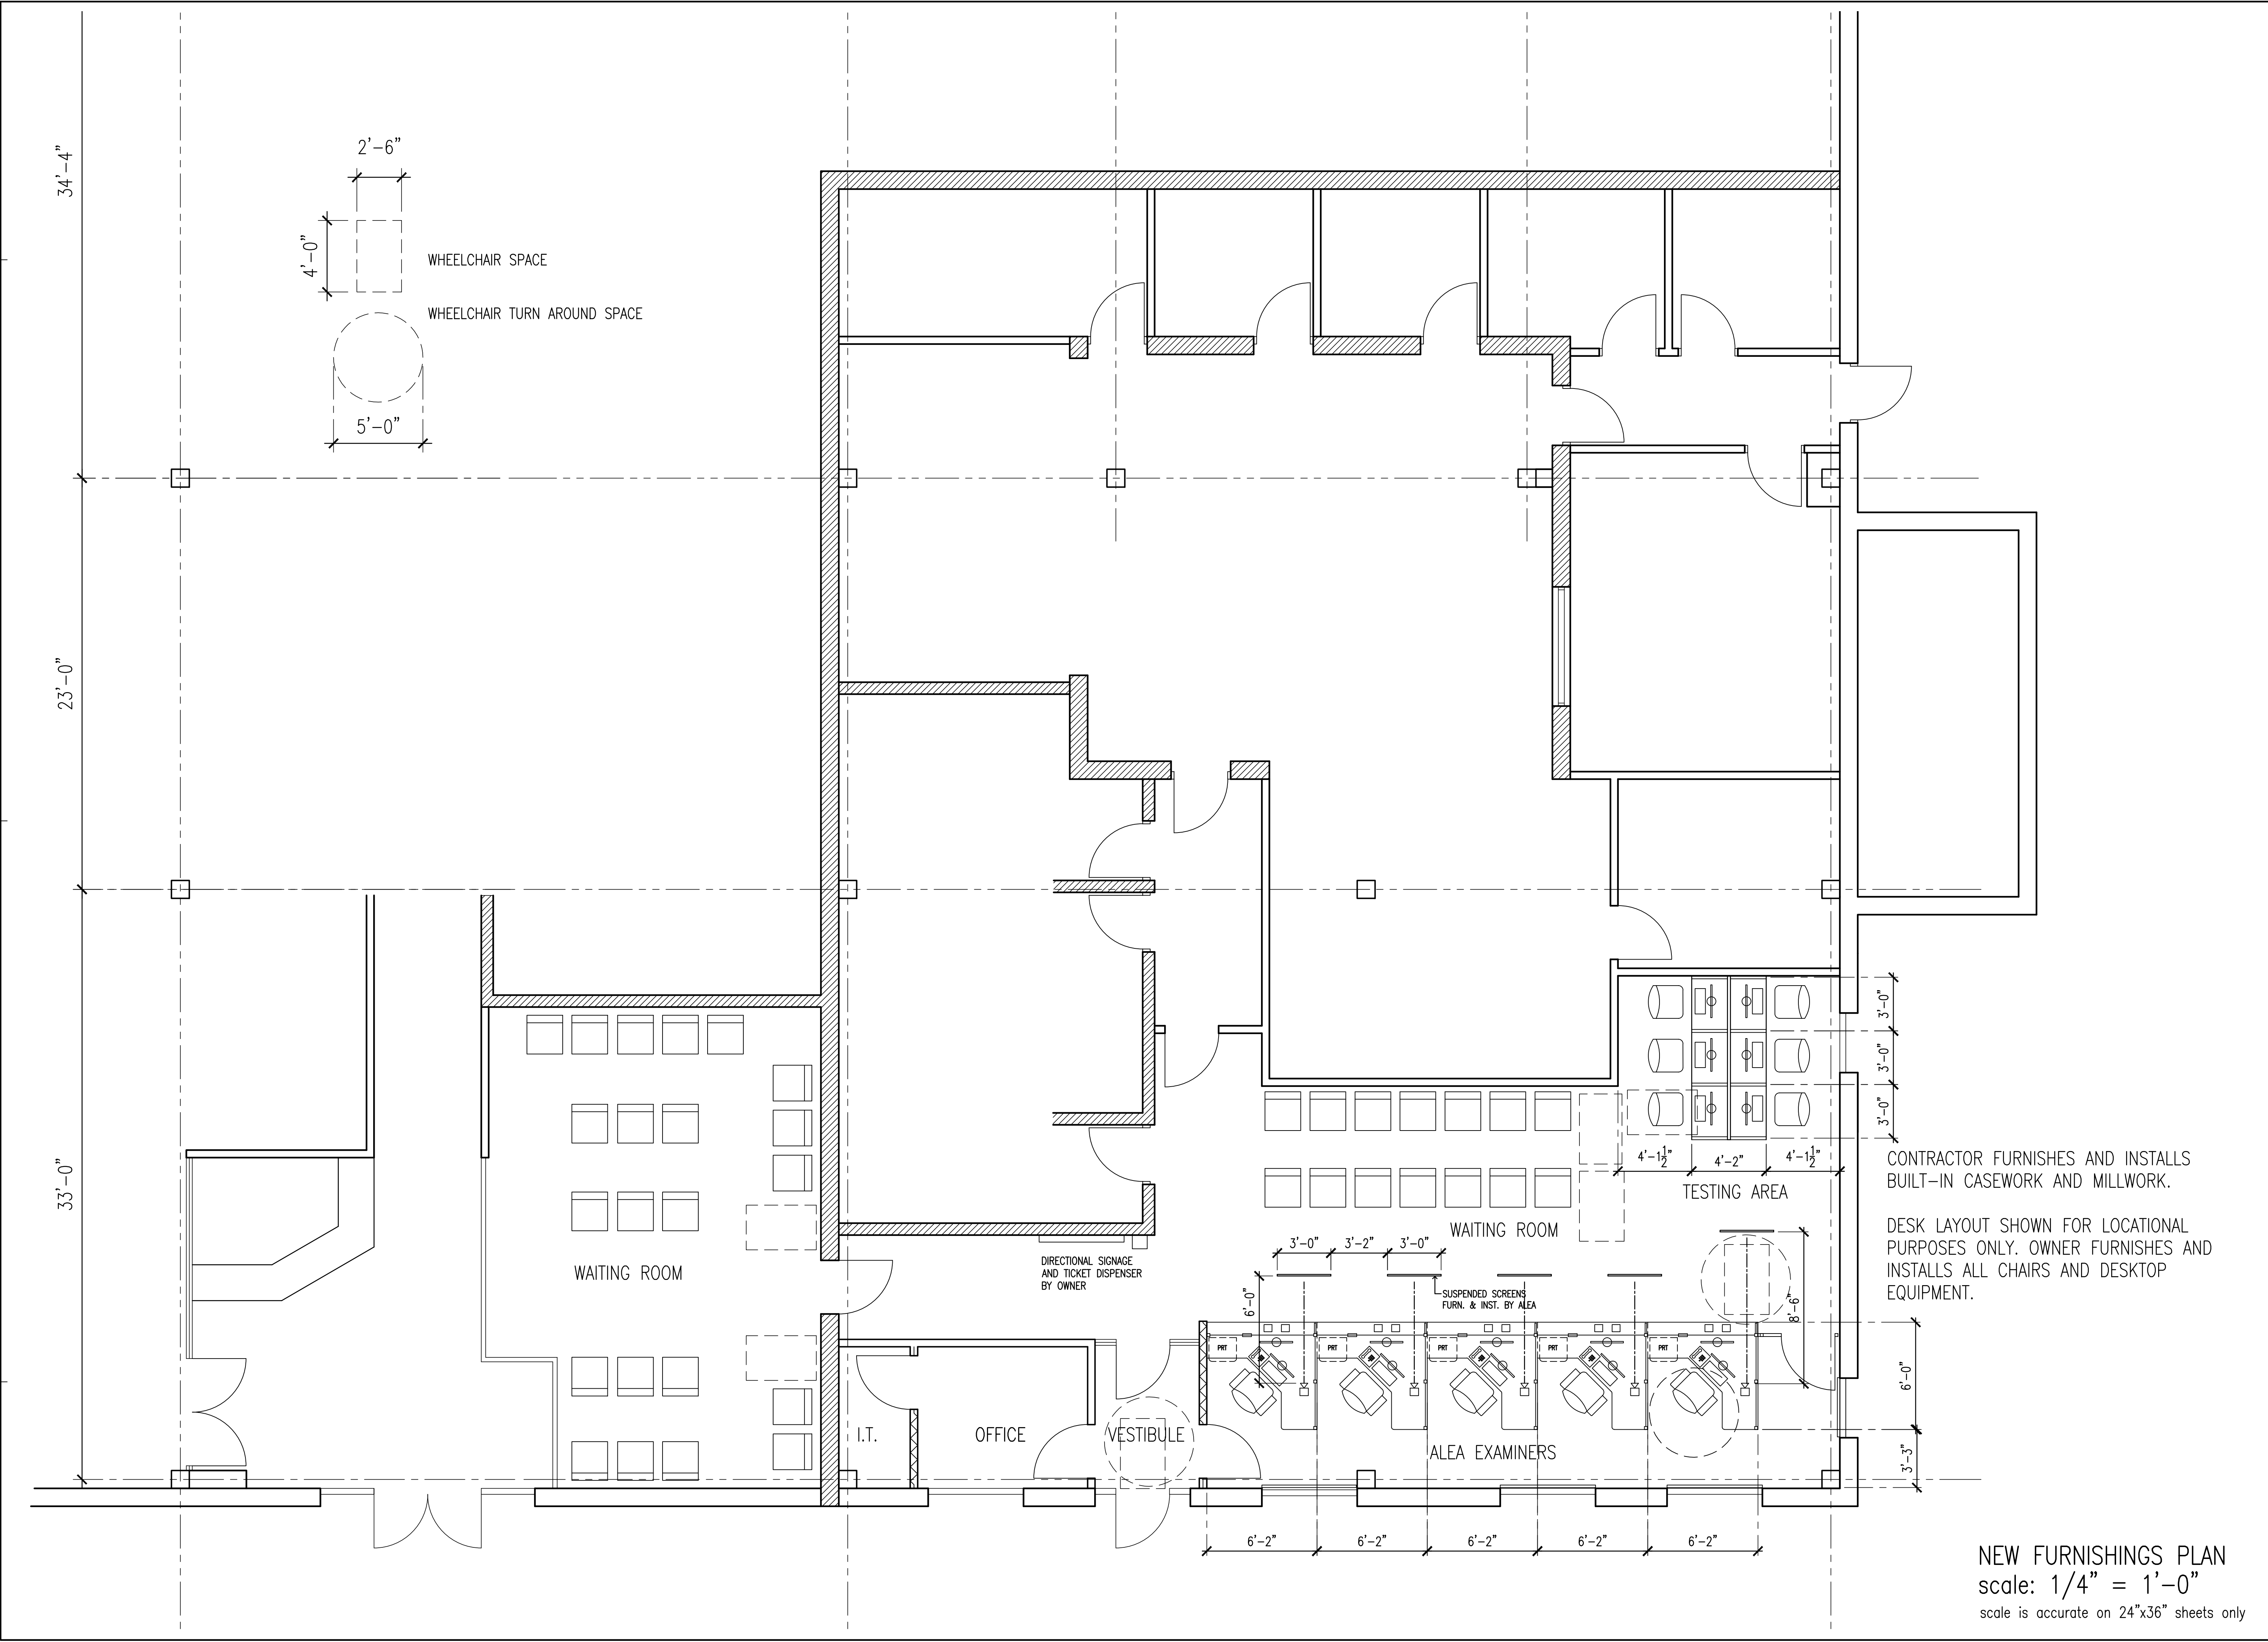 34'-4"
2'-6"
4'-0"
WHEELCHAIR SPACE
WHEELCHAIR TURN AROUND SPACE
5'-0"
23'-0"
33'-0"
3'-0"
3'-0"
3'-0"
4'-1 1/2"
4'-2"
4'-1 1/2"
TESTING AREA
CONTRACTOR FURNISHES AND INSTALLS
BUILT-IN CASEWORK AND MILLWORK.
DESK LAYOUT SHOWN FOR LOCATIONAL
PURPOSES ONLY. OWNER FURNISHES AND
INSTALLS ALL CHAIRS AND DESKTOP
EQUIPMENT.
WAITING ROOM
WAITING ROOM
DIRECTIONAL SIGNAGE
AND TICKET DISPENSER
BY OWNER
3'-0"
3'-2"
3'-0"
6'-0"
SUSPENDED SCREENS
FURN. & INST. BY ALEA
8'-6"
PRT
PRT
PRT
PRT
PRT
6'-0"
3'-3"
I.T.
OFFICE
VESTIBULE
ALEA EXAMINERS
6'-2"
6'-2"
6'-2"
6'-2"
6'-2"
NEW FURNISHINGS PLAN
scale: 1/4" = 1'-0"
scale is accurate on 24"x36" sheets only